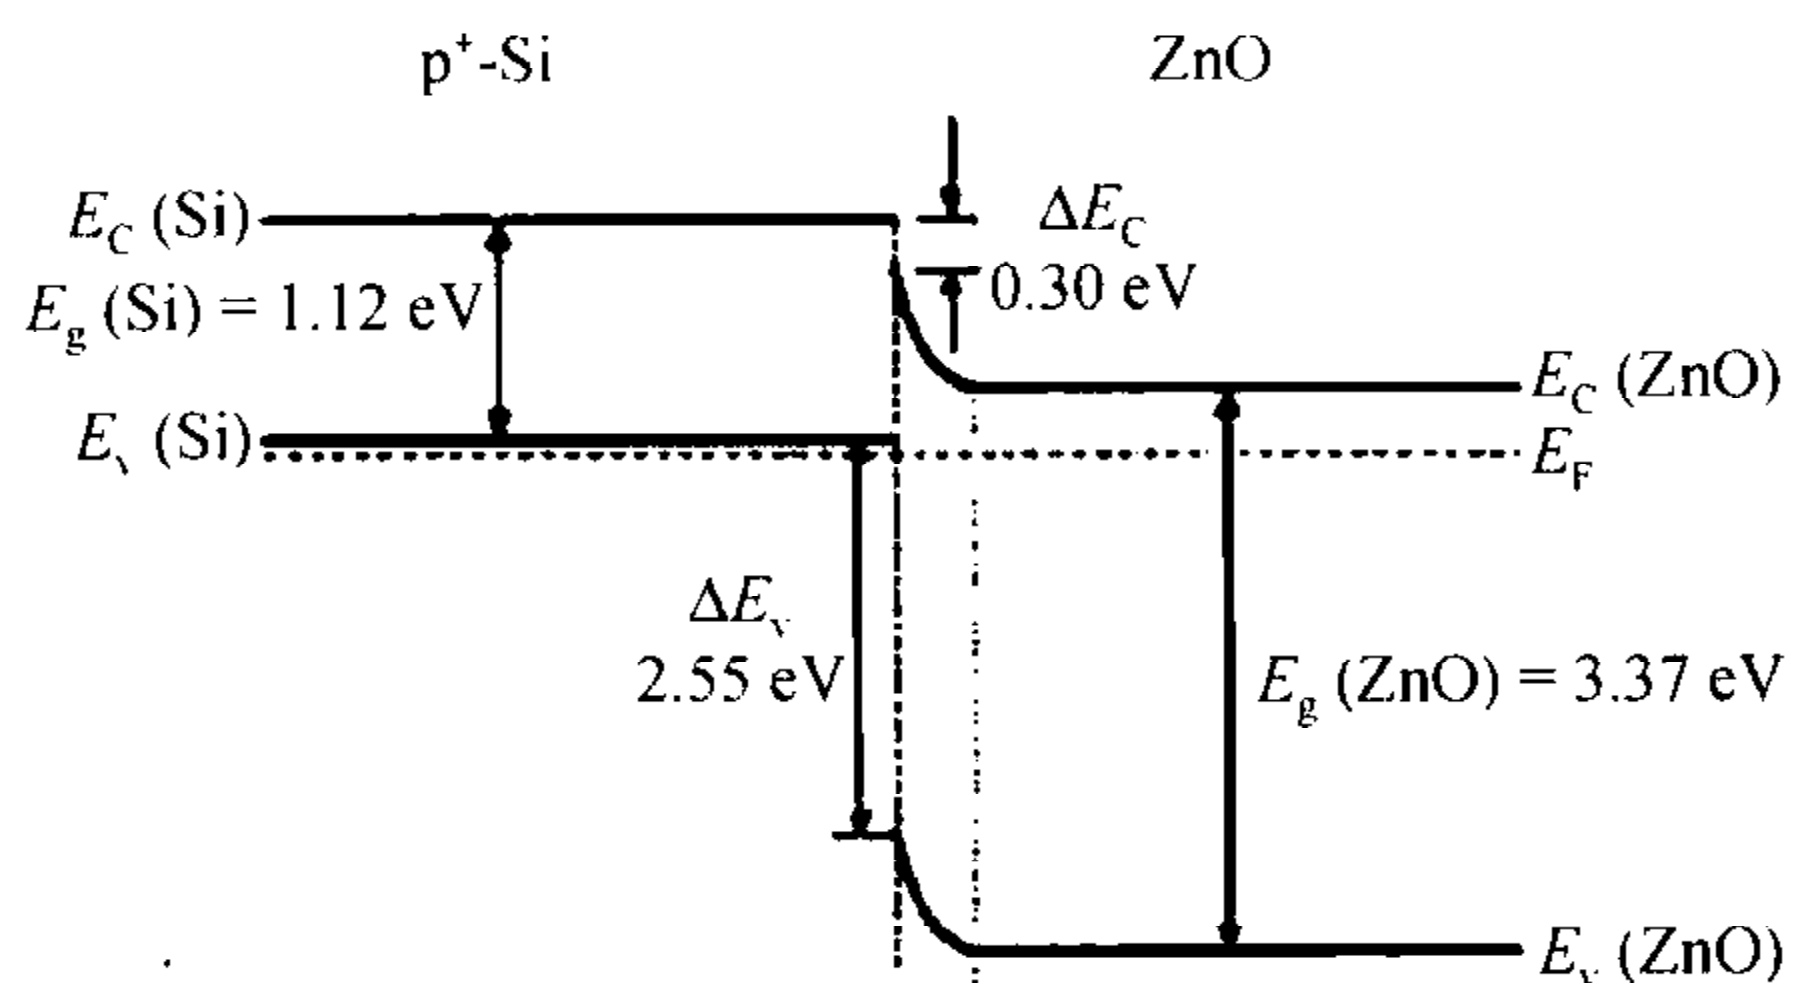 p⁺-Si
ZnO
E_C (Si)
ΔE_C
E_g (Si) = 1.12 eV
0.30 eV
E_C (ZnO)
E_v (Si)
E_F
ΔE_v
2.55 eV
E_g (ZnO) = 3.37 eV
E_v (ZnO)